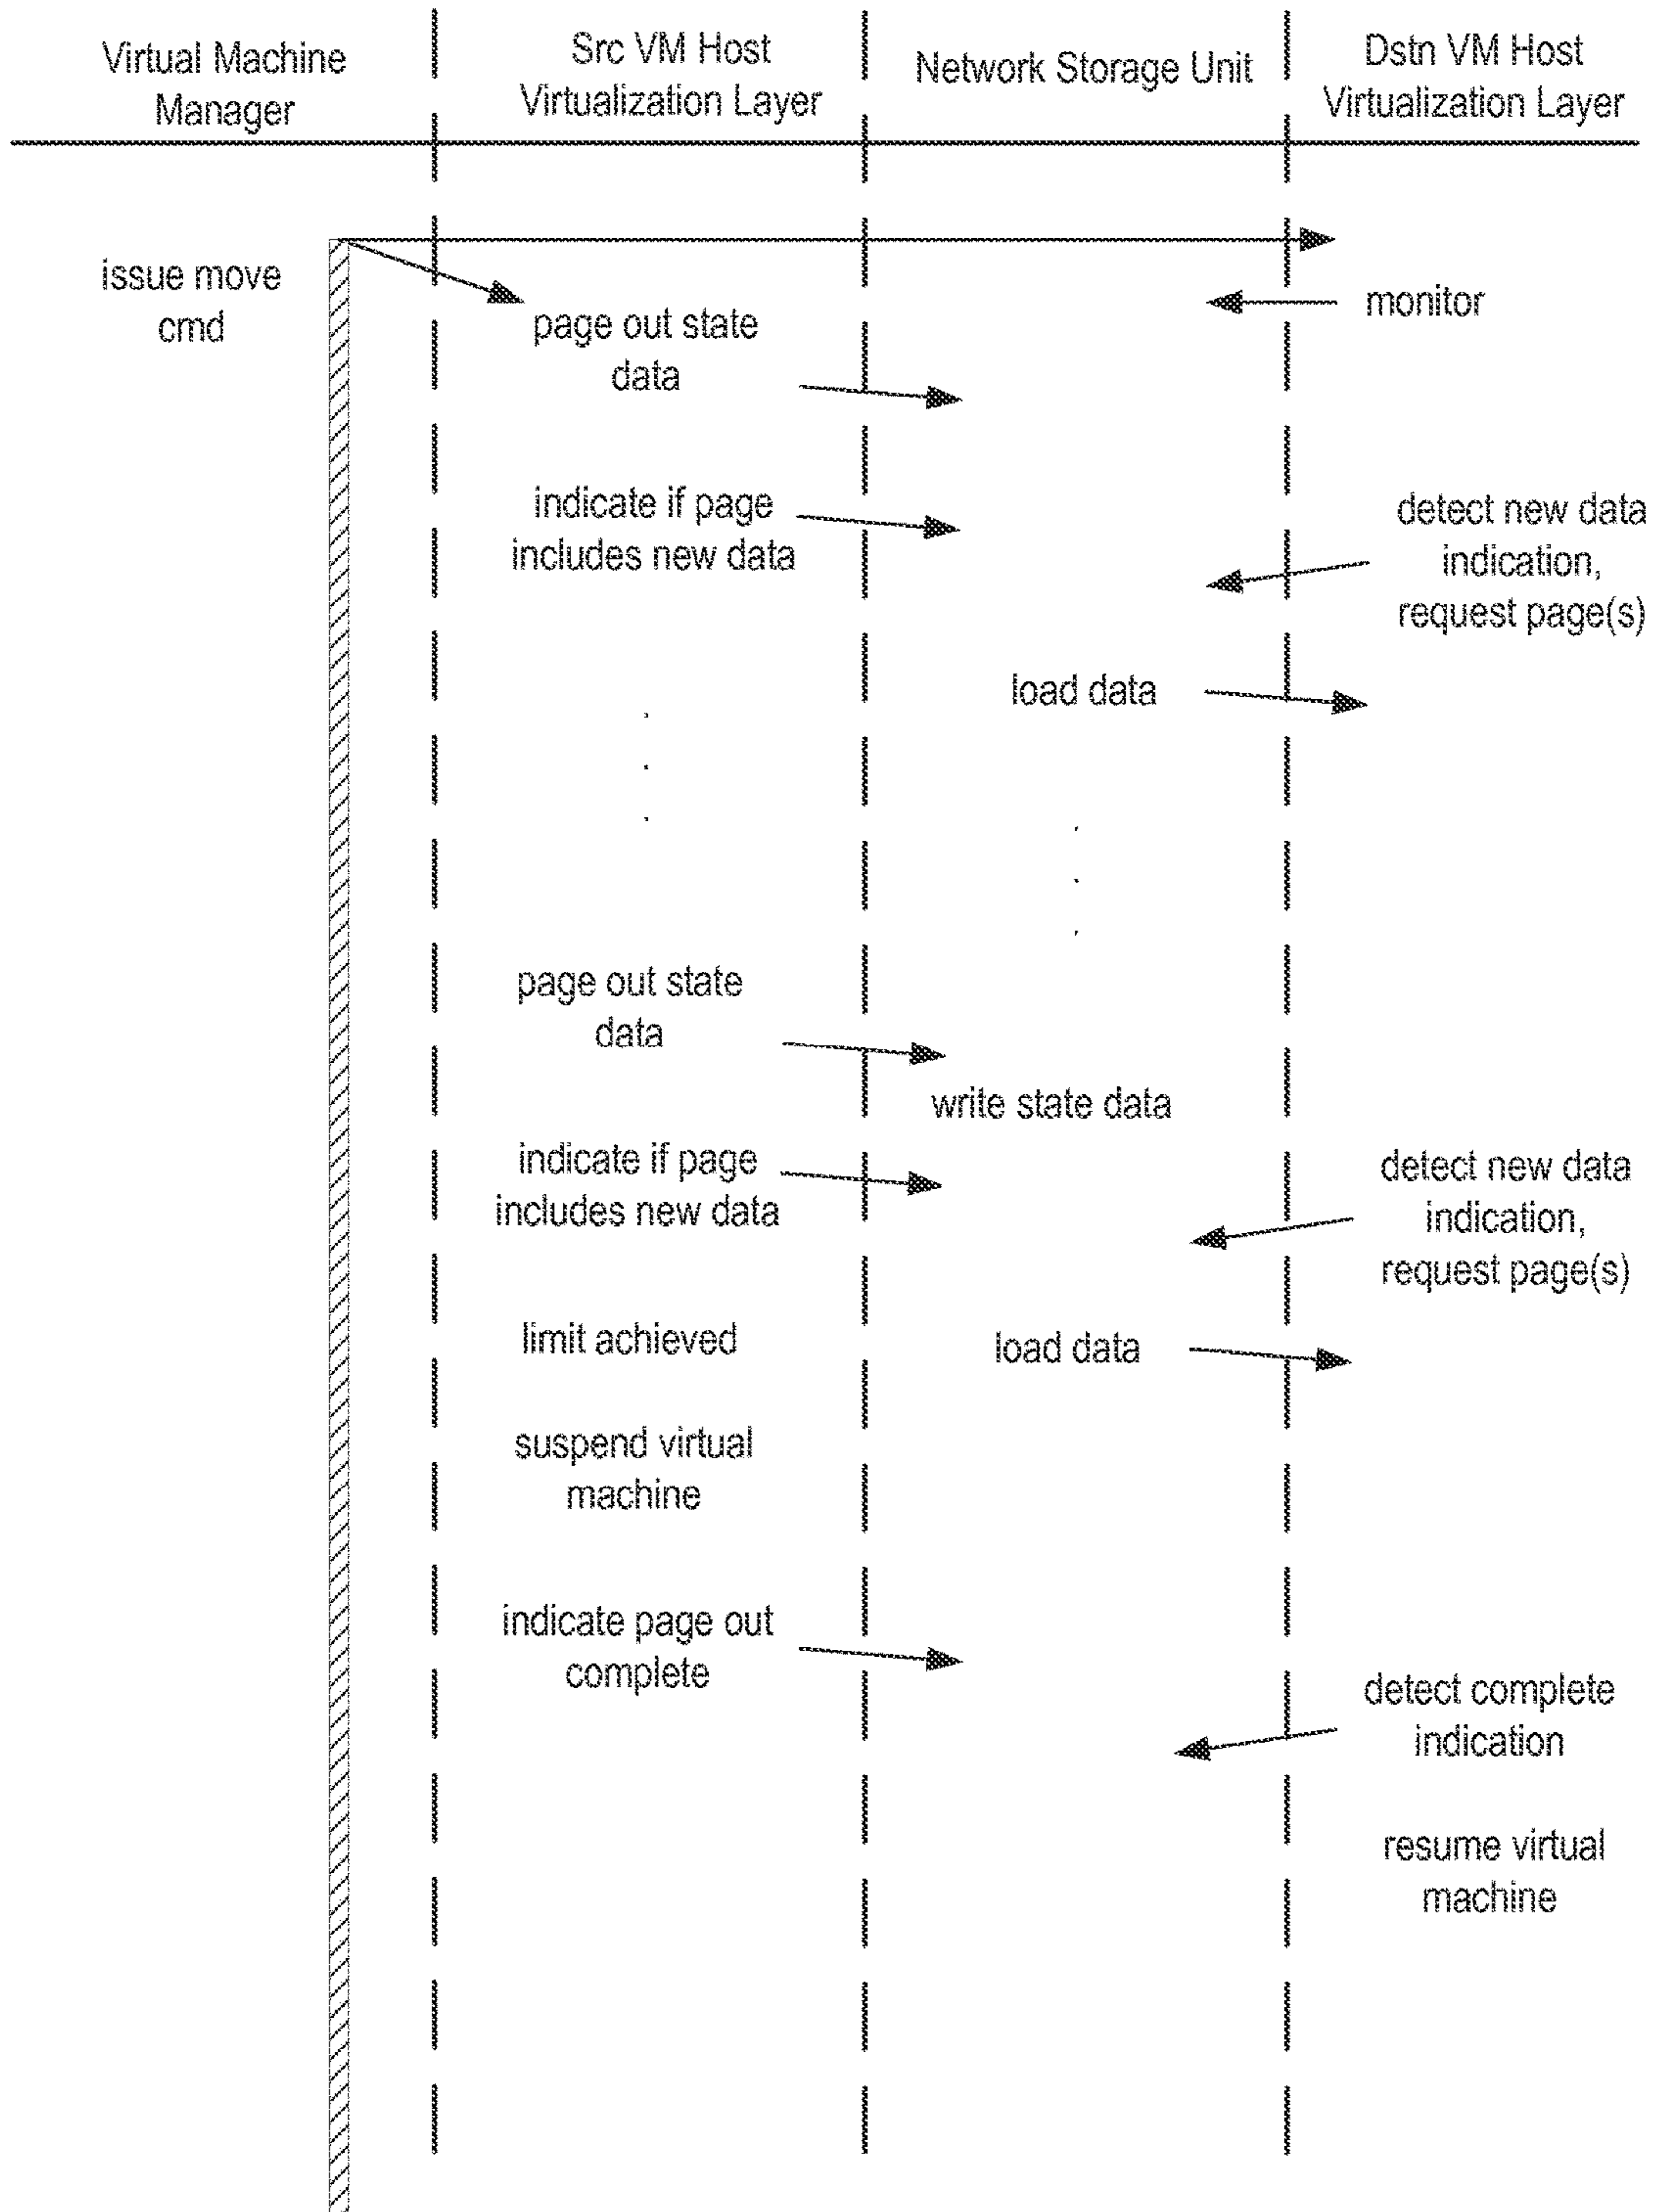 Virtual Machine
Manager
Src VM Host
Virtualization Layer
Network Storage Unit
Dstn VM Host
Virtualization Layer
issue move
cmd
monitor
page out state
data
indicate if page
includes new data
detect new data
indication,
request page(s)
load data
page out state
data
write state data
indicate if page
includes new data
detect new data
indication,
request page(s)
limit achieved
load data
suspend virtual
machine
indicate page out
complete
detect complete
indication
resume virtual
machine